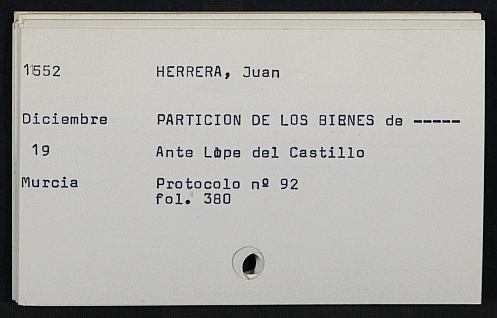 1552 HERRERA, Juan
Diciembre PARTICION DE LOS BIENES de -----
19 Ante Lope del Castillo
Murcia Protocolo nº 92
fol. 380